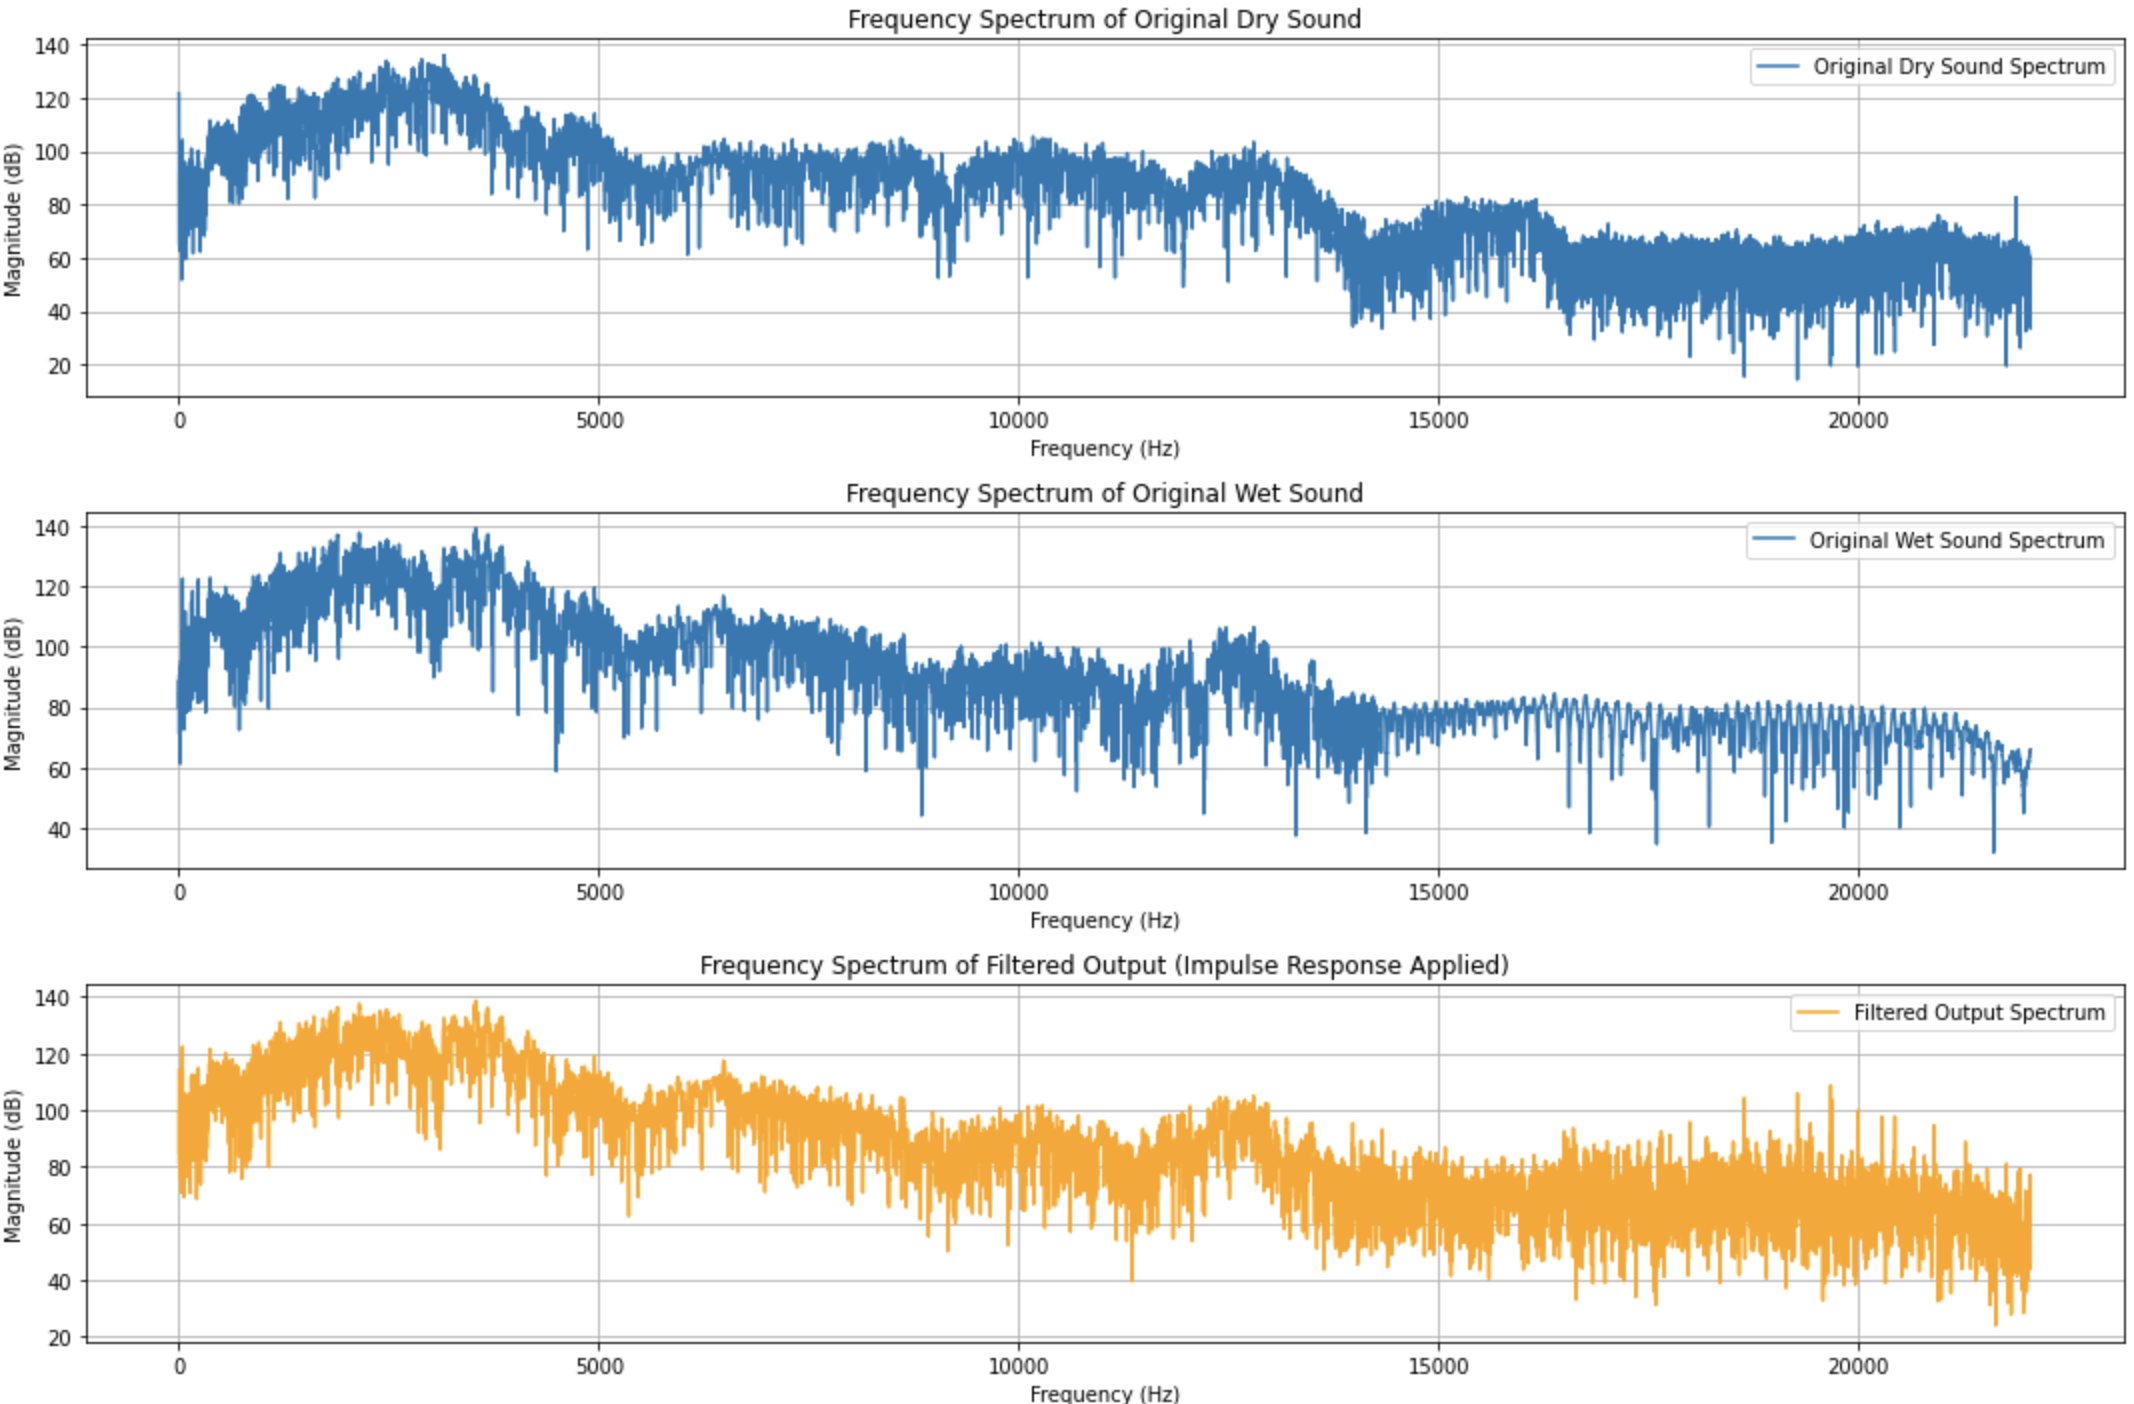 Frequency Spectrum of Original Dry Sound
140
120
100
80
60
40
20
Magnitude (dB)
Original Dry Sound Spectrum
0 5000 10000 15000 20000
Frequency (Hz)
Frequency Spectrum of Original Wet Sound
140
120
100
80
60
40
Magnitude (dB)
Original Wet Sound Spectrum
0 5000 10000 15000 20000
Frequency (Hz)
Frequency Spectrum of Filtered Output (Impulse Response Applied)
140
120
100
80
60
40
20
Magnitude (dB)
Filtered Output Spectrum
0 5000 10000 15000 20000
Frequency (Hz)